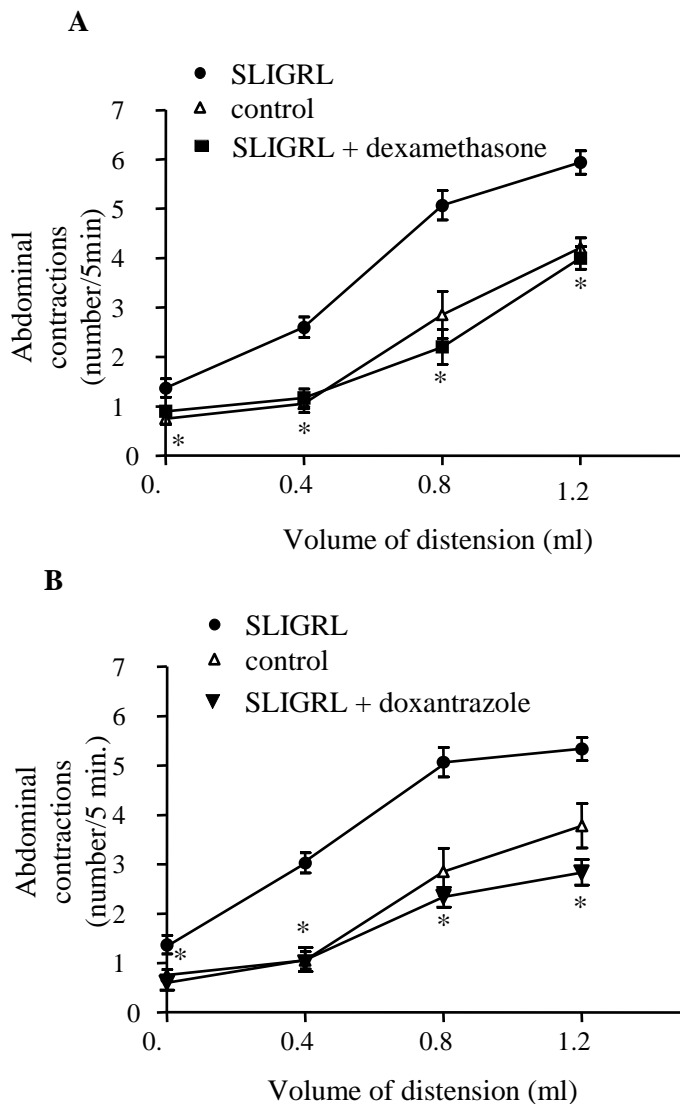 A
SLIGRL
control
SLIGRL + dexamethasone
7
6
5
4
3
2
1
0
Abdominal
contractions
(number/5min)
*
*
*
*
0.
0.4
0.8
1.2
Volume of distension (ml)
B
SLIGRL
control
SLIGRL + doxantrazole
7
6
5
4
3
2
1
0
Abdominal
contractions
(number/5 min.)
*
*
*
*
0.
0.4
0.8
1.2
Volume of distension (ml)